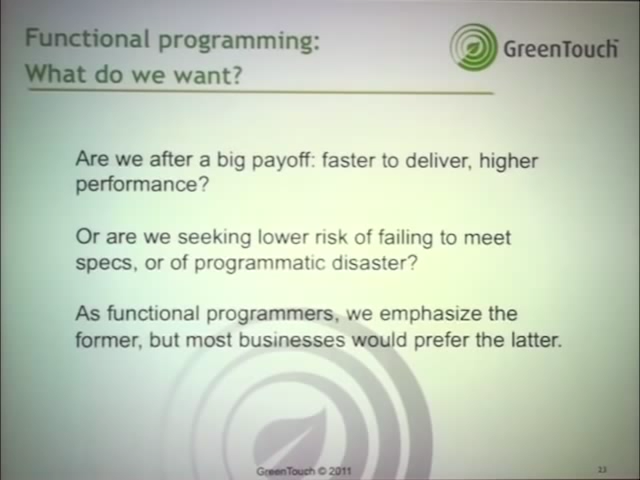 Functional programming:
What do we want?
GreenTouch™
Are we after a big payoff: faster to deliver, higher
performance?
Or are we seeking lower risk of failing to meet
specs, or of programmatic disaster?
As functional programmers, we emphasize the
former, but most businesses would prefer the latter.
GreenTouch © 2011